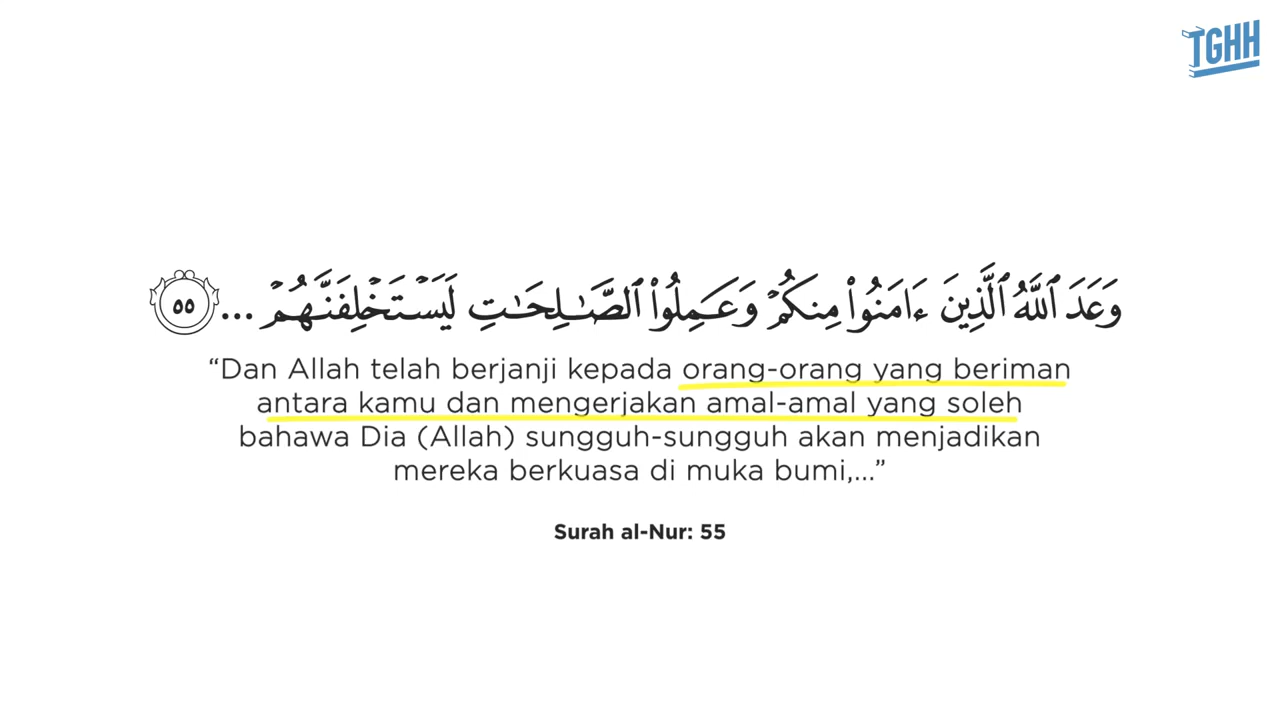 TGHH
وَعَدَ ٱللَّهُ ٱلَّذِينَ ءَامَنُوا۟ مِنكُمْ وَعَمِلُوا۟ ٱلصَّـٰلِحَـٰتِ لَيَسْتَخْلِفَنَّهُمْ ... ٥٥
“Dan Allah telah berjanji kepada orang-orang yang beriman
antara kamu dan mengerjakan amal-amal yang soleh
bahawa Dia (Allah) sungguh-sungguh akan menjadikan
mereka berkuasa di muka bumi,...”
Surah al-Nur: 55